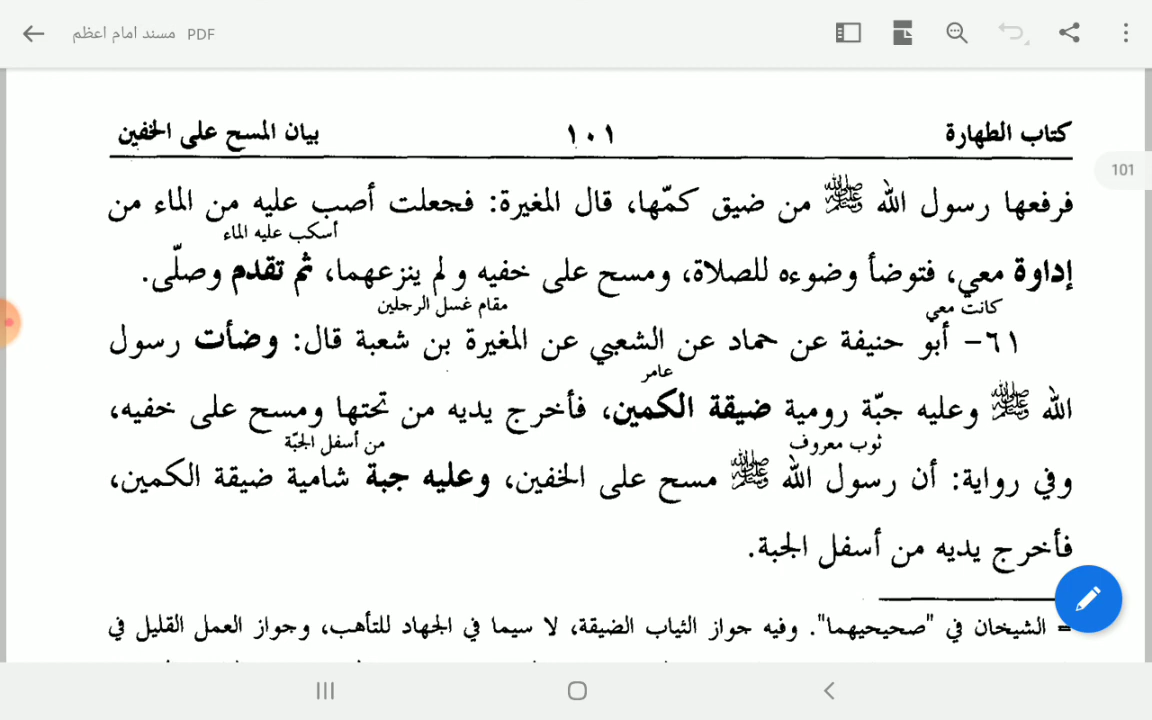 مسند امام اعظم PDF
كتاب الطهارة ١٠١ بيان المسح على الخفين
101
فرفعها رسول الله ﷺ من ضيق كمّها، قال المغيرة: فجعلت أصب عليه من الماء من
أسكب عليه الماء
إداوة معي، فتوضأ وضوءه للصلاة، ومسح على خفيه و لم ينزعهما، ثم تقدم وصلّى.
كانت معي مقام غسل الرجلين
٦١- أبو حنيفة عن حماد عن الشعبي عن المغيرة بن شعبة قال: وضأت رسول
عامر
الله ﷺ وعليه جبّة رومية ضيقة الكمين، فأخرج يديه من تحتها ومسح على خفيه،
ثوب معروف من أسفل الجبّة
وفي رواية: أن رسول الله ﷺ مسح على الخفين، وعليه جبة شامية ضيقة الكمين،
فأخرج يديه من أسفل الجبة.
= الشيخان في "صحيحيهما". وفيه جواز الثياب الضيقة، لا سيما في الجهاد للتأهب، وجواز العمل القليل في